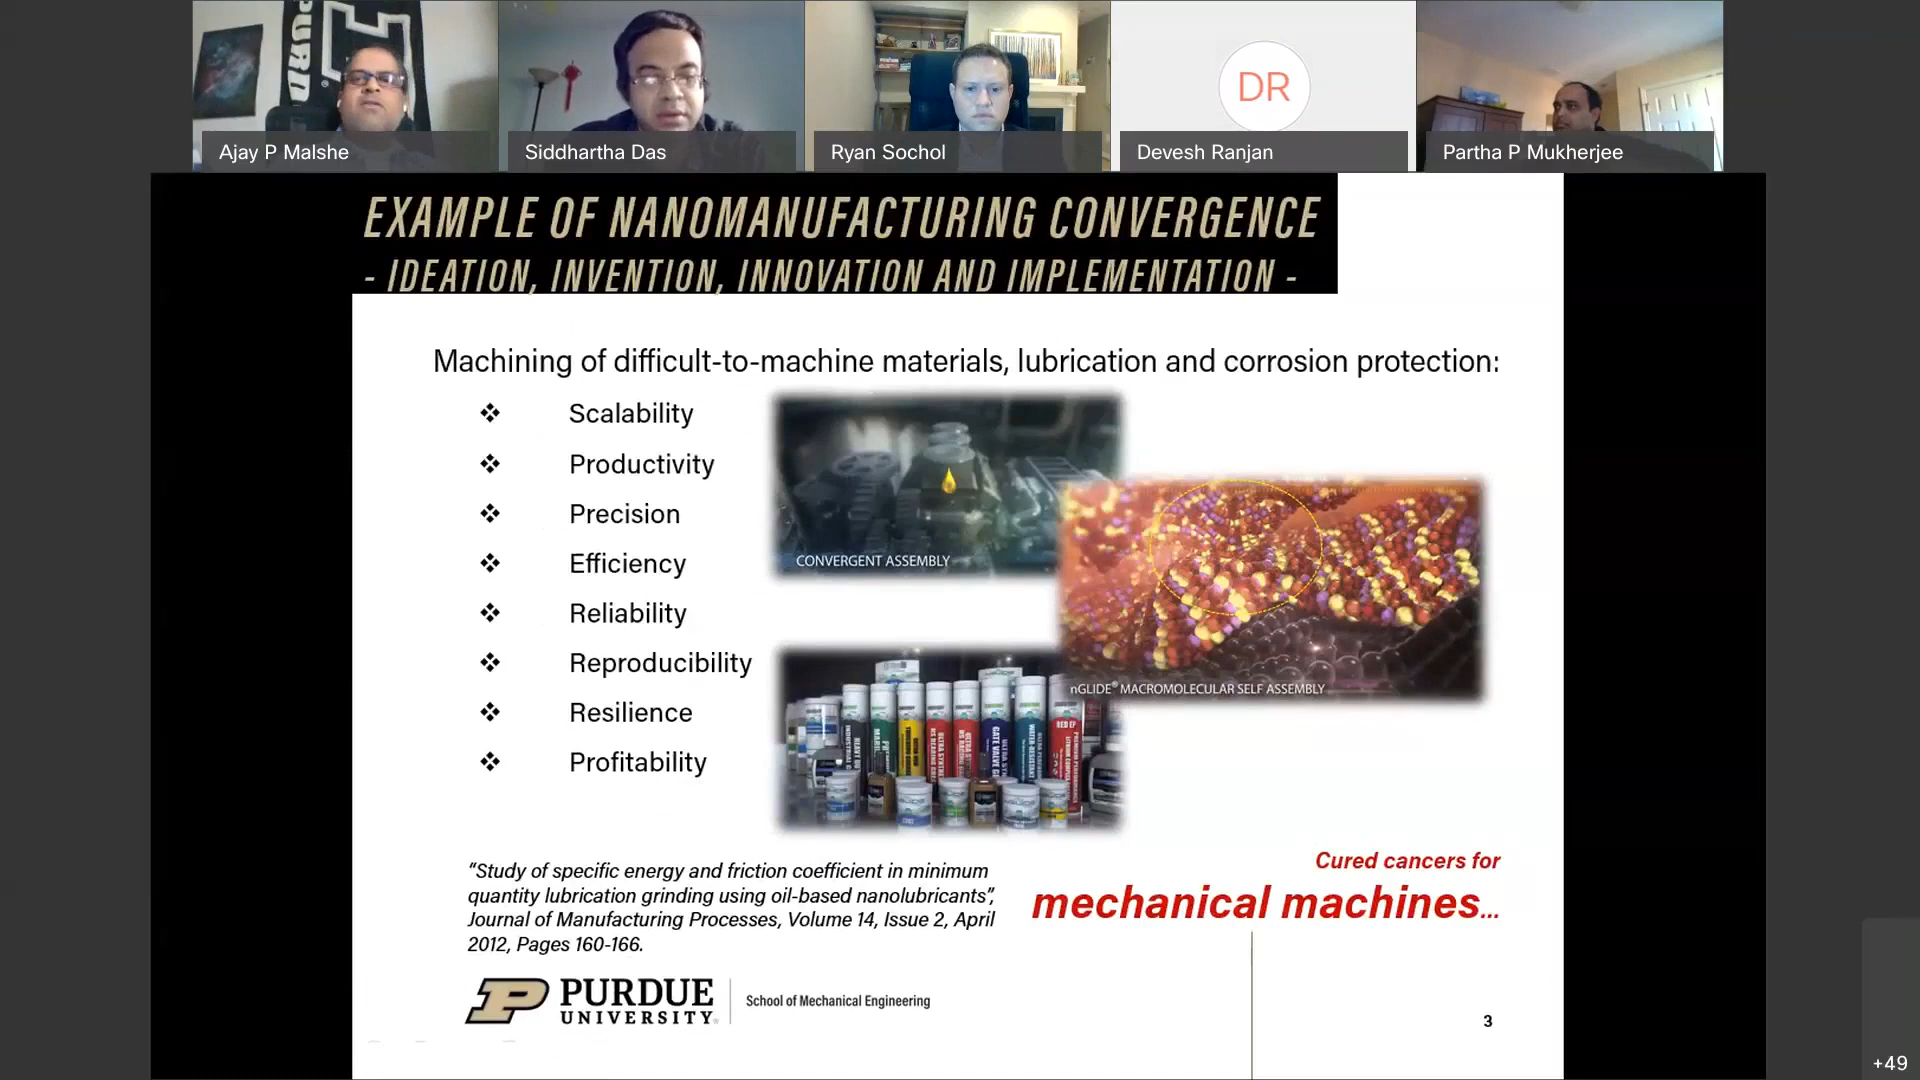 Ajay P Malshe
Siddhartha Das
Ryan Sochol
DR
Devesh Ranjan
Partha P Mukherjee
EXAMPLE OF NANOMANUFACTURING CONVERGENCE
- IDEATION, INVENTION, INNOVATION AND IMPLEMENTATION -
Machining of difficult-to-machine materials, lubrication and corrosion protection:
❖ Scalability
❖ Productivity
❖ Precision
❖ Efficiency
❖ Reliability
❖ Reproducibility
❖ Resilience
❖ Profitability
CONVERGENT ASSEMBLY
nGLIDE® MACROMOLECULAR SELF ASSEMBLY
RED EP
“Study of specific energy and friction coefficient in minimum
quantity lubrication grinding using oil-based nanolubricants”,
Journal of Manufacturing Processes, Volume 14, Issue 2, April
2012, Pages 160-166.
Cured cancers for
mechanical machines...
PURDUE
UNIVERSITY®
School of Mechanical Engineering
3
+49